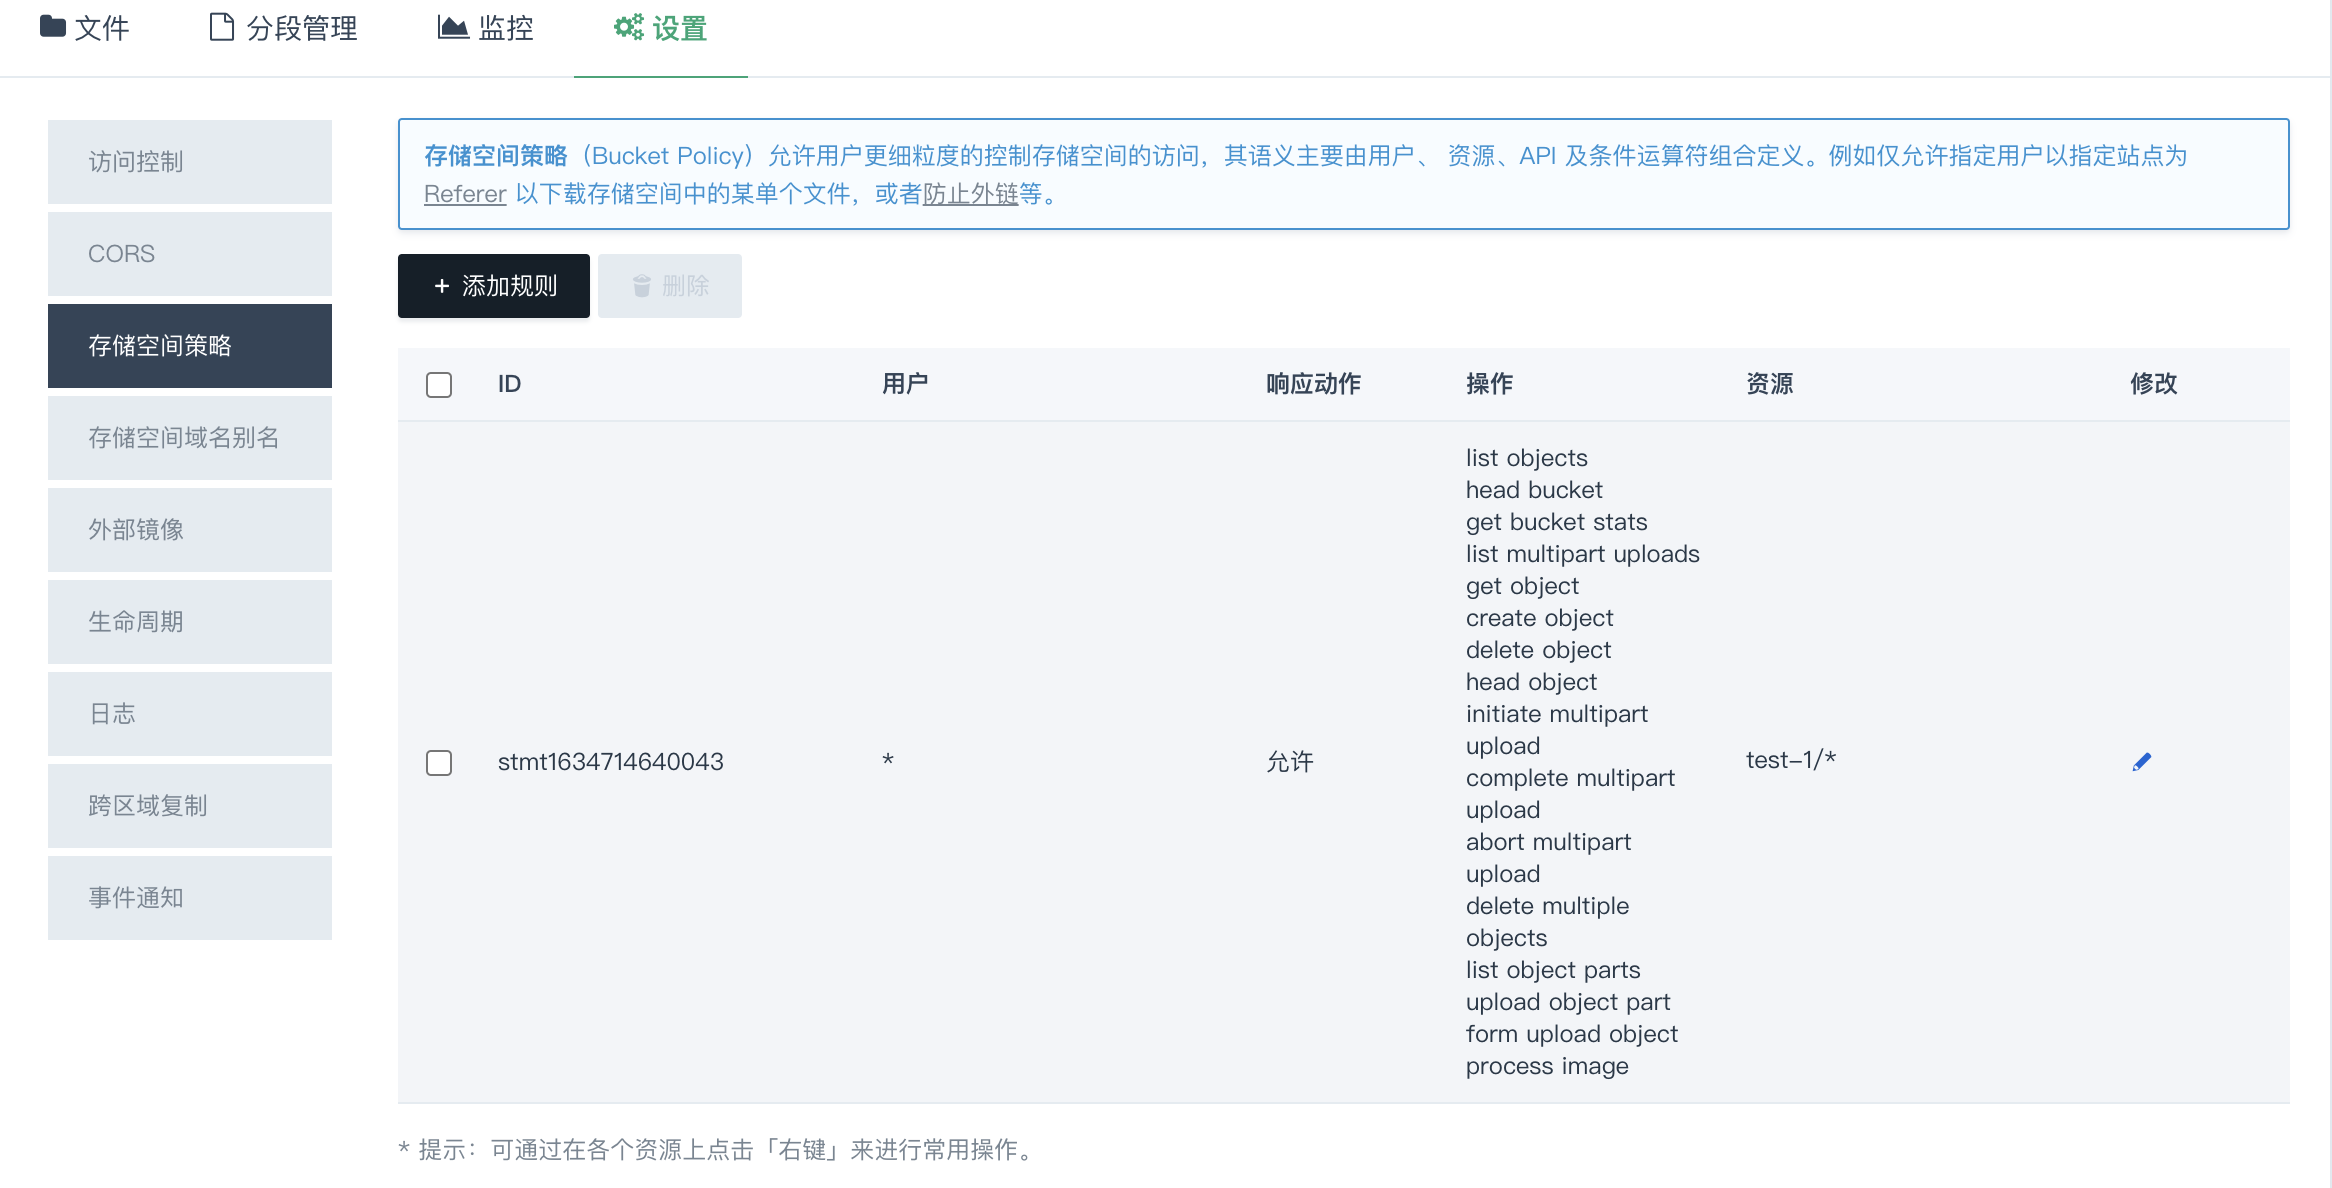 文件
分段管理
监控
设置
访问控制
CORS
存储空间策略
存储空间域名别名
外部镜像
生命周期
日志
跨区域复制
事件通知
存储空间策略（Bucket Policy）允许用户更细粒度的控制存储空间的访问，其语义主要由用户、 资源、API 及条件运算符组合定义。例如仅允许指定用户以指定站点为
Referer 以下载存储空间中的某单个文件，或者防止外链等。
+ 添加规则
删除
ID 用户 响应动作 操作 资源 修改
stmt1634714640043
*
允许
list objects
head bucket
get bucket stats
list multipart uploads
get object
create object
delete object
head object
initiate multipart
upload
complete multipart
upload
abort multipart
upload
delete multiple
objects
list object parts
upload object part
form upload object
process image
test-1/*
* 提示：可通过在各个资源上点击「右键」来进行常用操作。